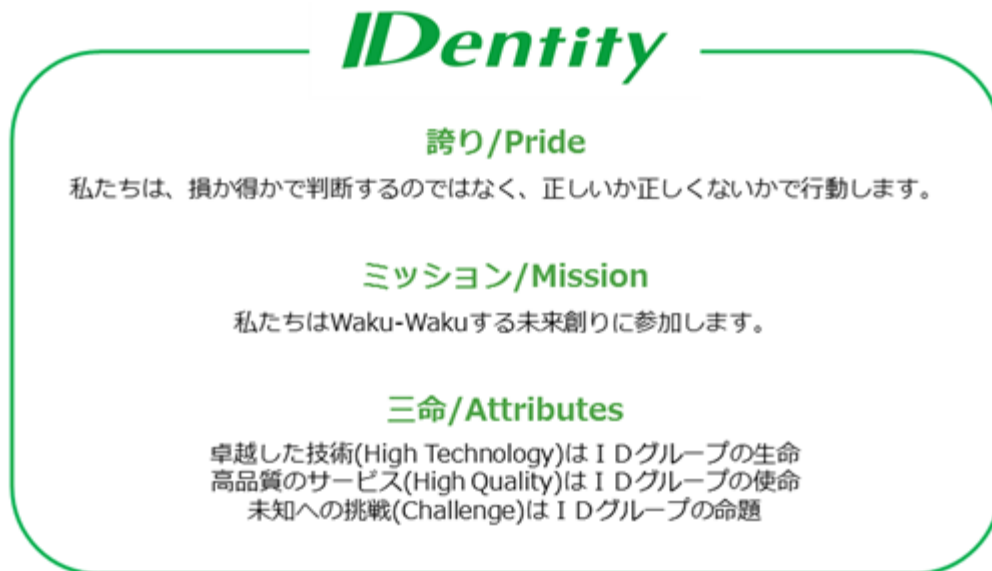 IDentity
誇り/Pride
私たちは、損か得かで判断するのではなく、正しいか正しくないかで行動します。
ミッション/Mission
私たちはWaku-Wakuする未来創りに参加します。
三命/Attributes
卓越した技術(High Technology)はＩＤグループの生命
高品質のサービス(High Quality)はＩＤグループの使命
未知への挑戦(Challenge)はＩＤグループの命題